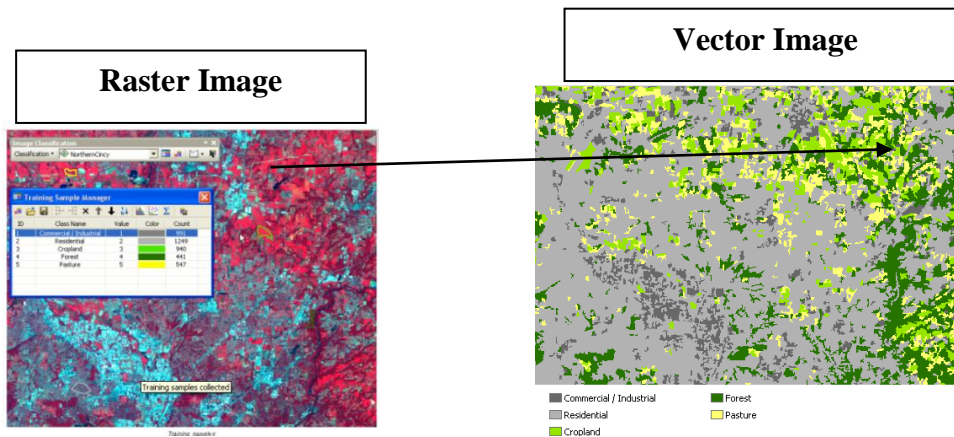 Raster Image
Vector Image
Image Classification
Classification NorthernCincy
Training Sample Manager
ID Class Name Value Color Count
1 Commercial / Industrial 1 991
2 Residential 2 1249
3 Cropland 3 940
4 Forest 4 441
5 Pasture 5 547
Training samples collected
Training samples
Commercial / Industrial
Residential
Cropland
Forest
Pasture